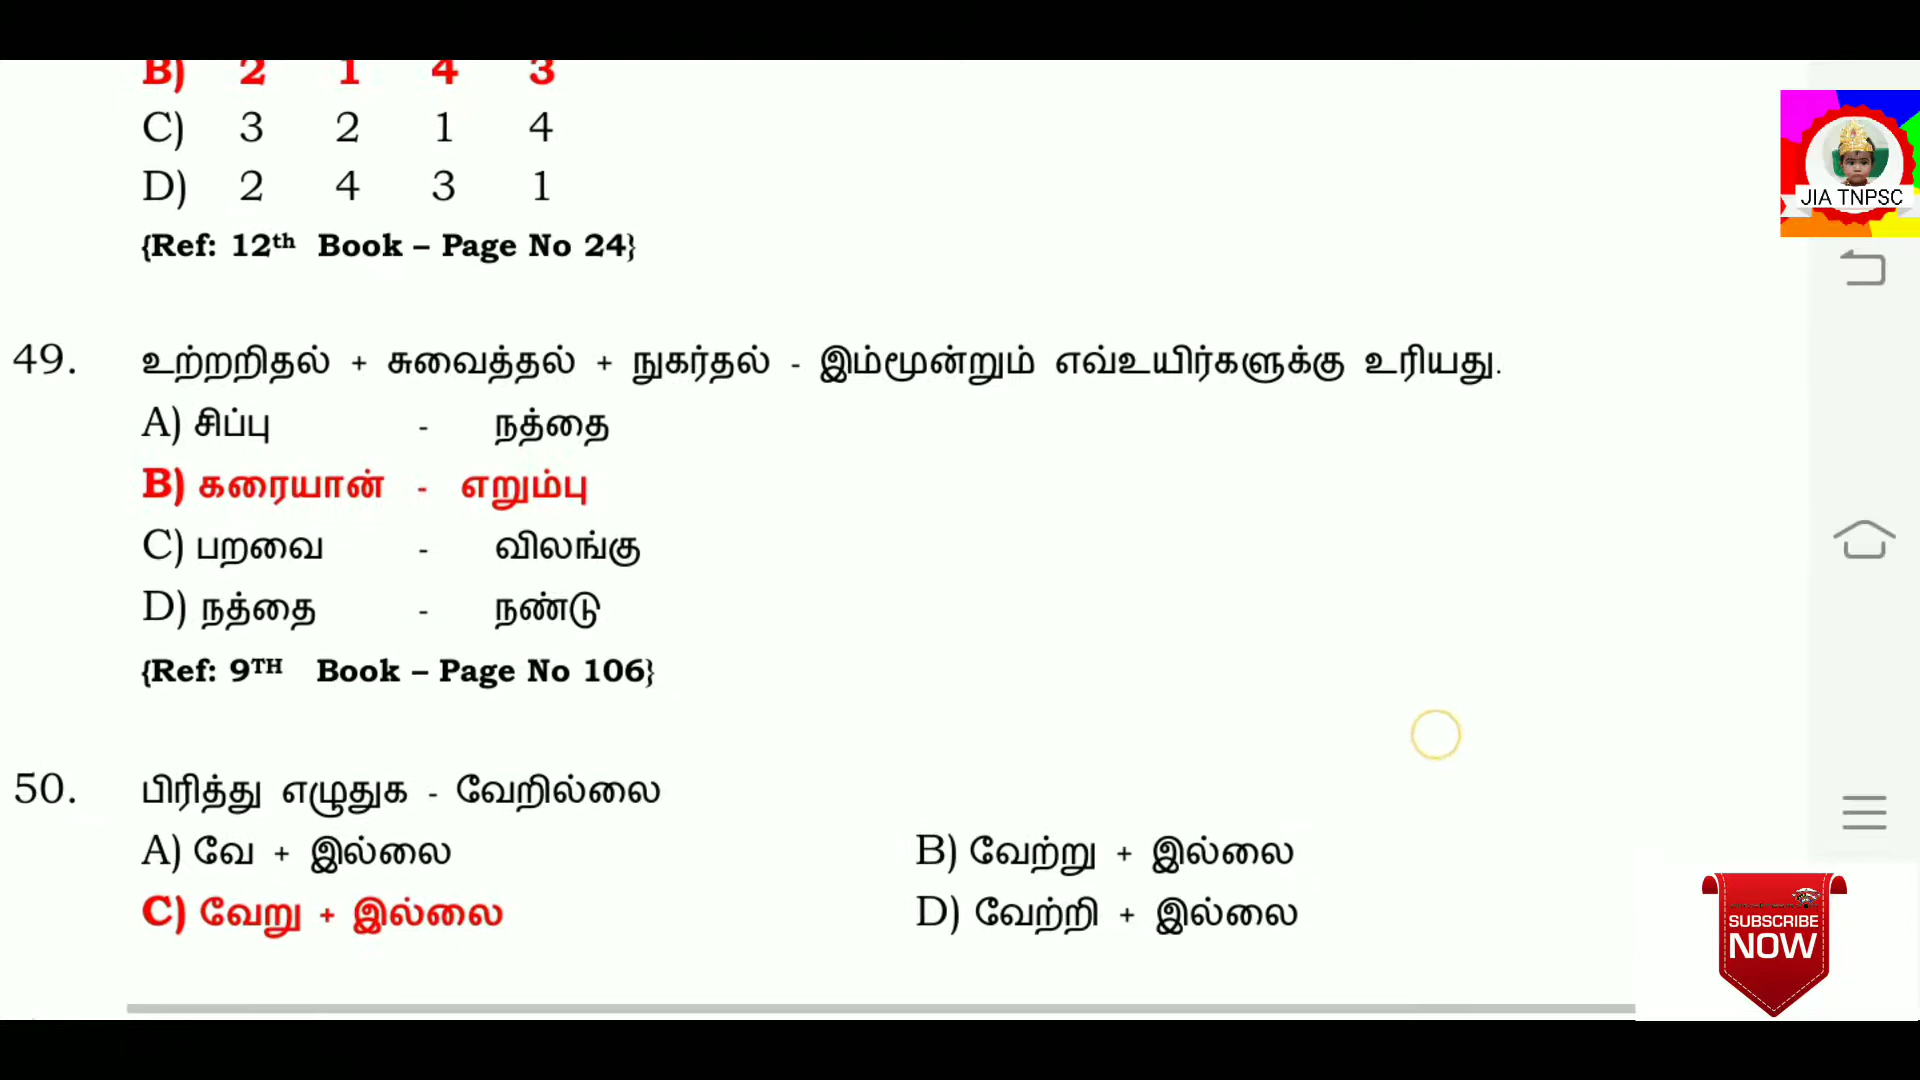 B) 2 1 4 3
C) 3 2 1 4
D) 2 4 3 1
{Ref: 12th Book – Page No 24}
JIA TNPSC
49. உற்றறிதல் + சுவைத்தல் + நுகர்தல் - இம்மூன்றும் எவ்உயிர்களுக்கு உரியது.
A) சிப்பு - நத்தை
B) கரையான் - எறும்பு
C) பறவை - விலங்கு
D) நத்தை - நண்டு
{Ref: 9TH Book – Page No 106}
50. பிரித்து எழுதுக - வேறில்லை
A) வே + இல்லை B) வேற்று + இல்லை
C) வேறு + இல்லை D) வேற்றி + இல்லை
SUBSCRIBE
NOW